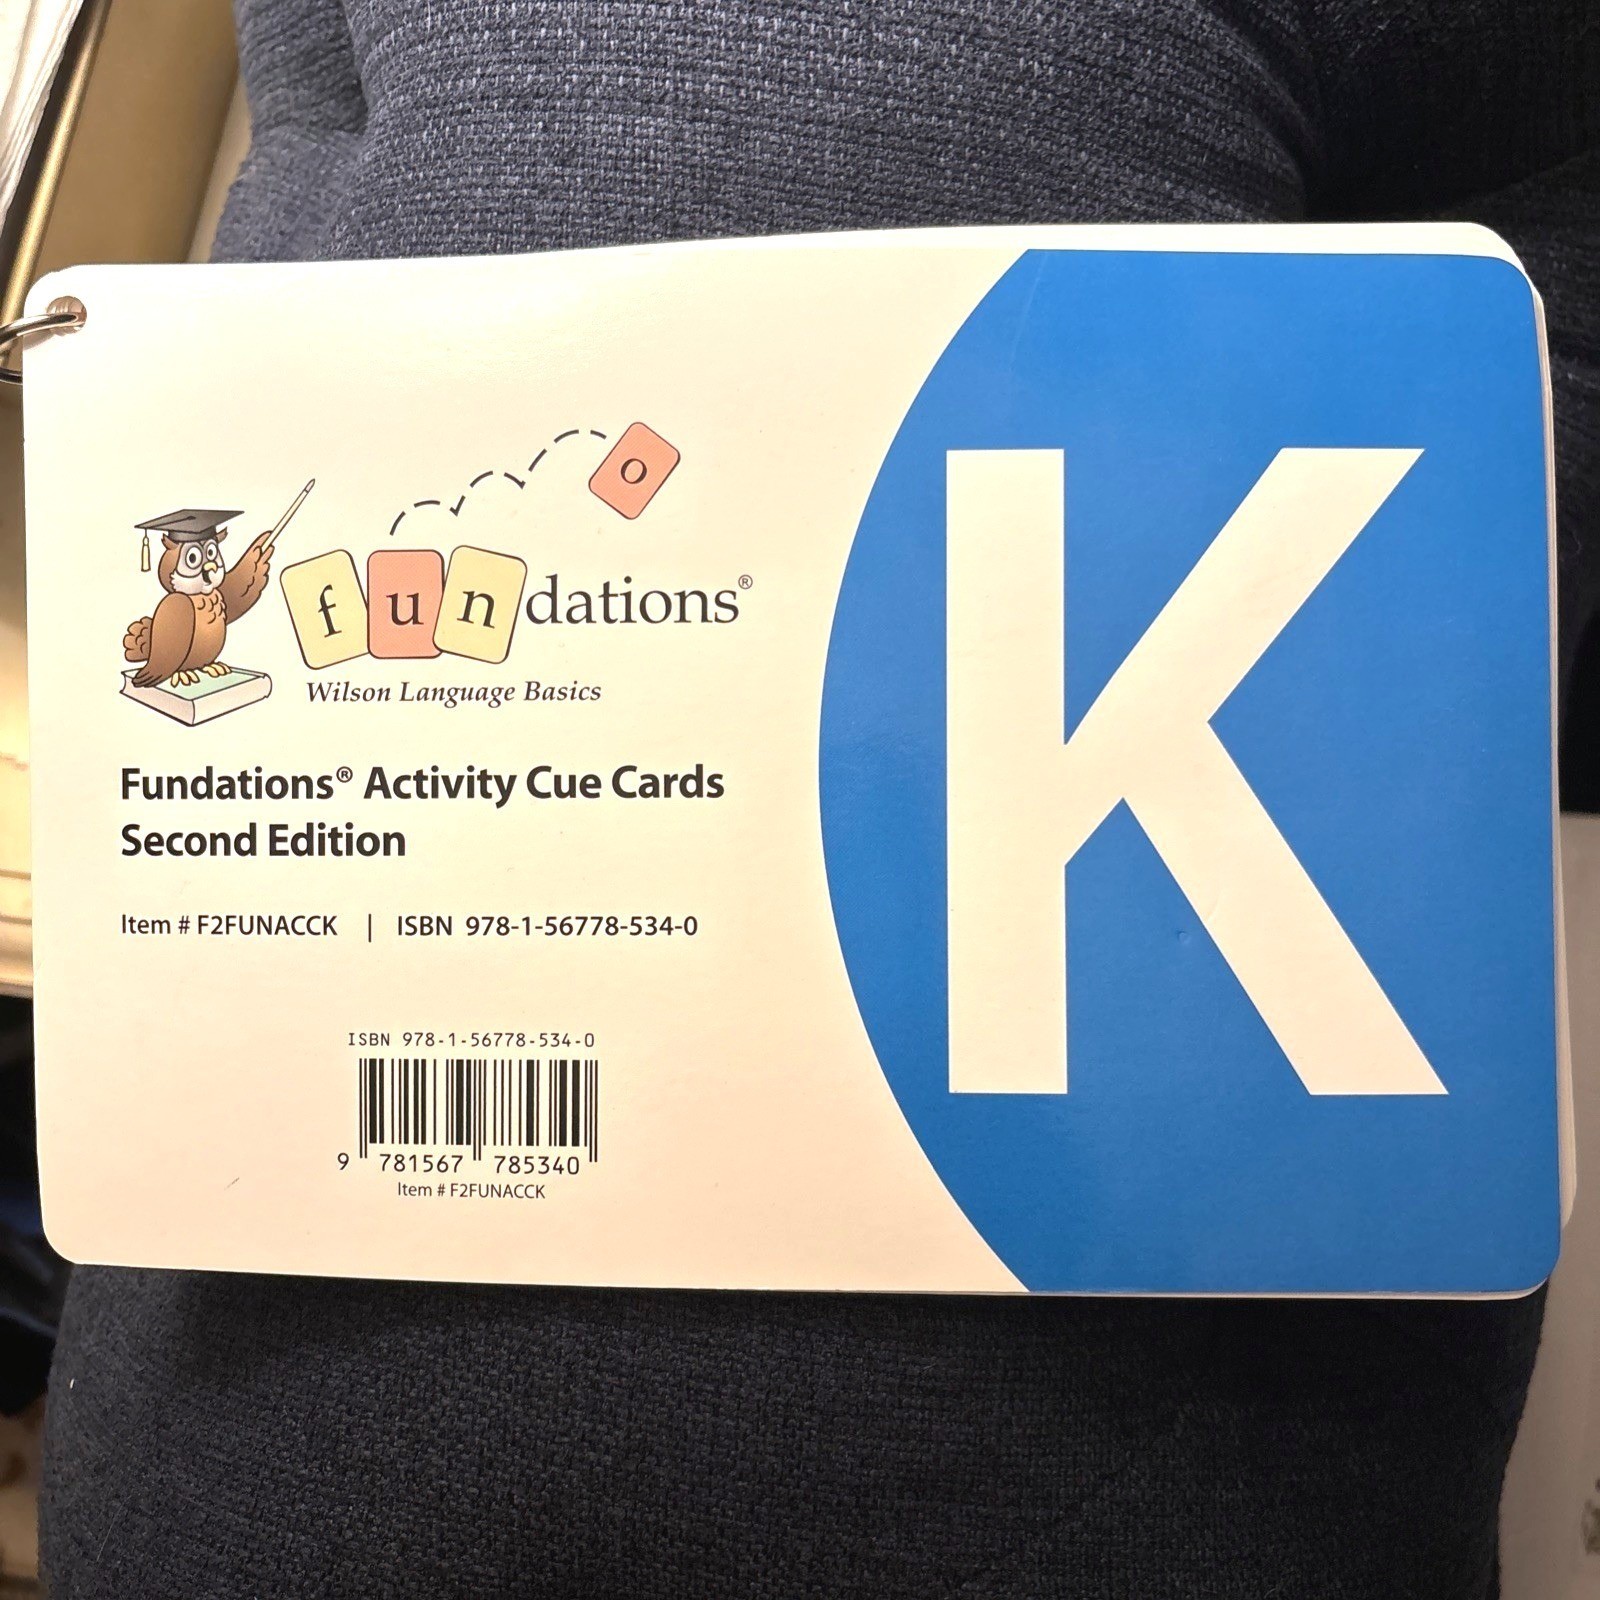 o
fundations®
Wilson Language Basics
Fundations® Activity Cue Cards
Second Edition
Item # F2FUNACCK | ISBN 978-1-56778-534-0
ISBN 978-1-56778-534-0
9 781567 785340
Item # F2FUNACCK
K